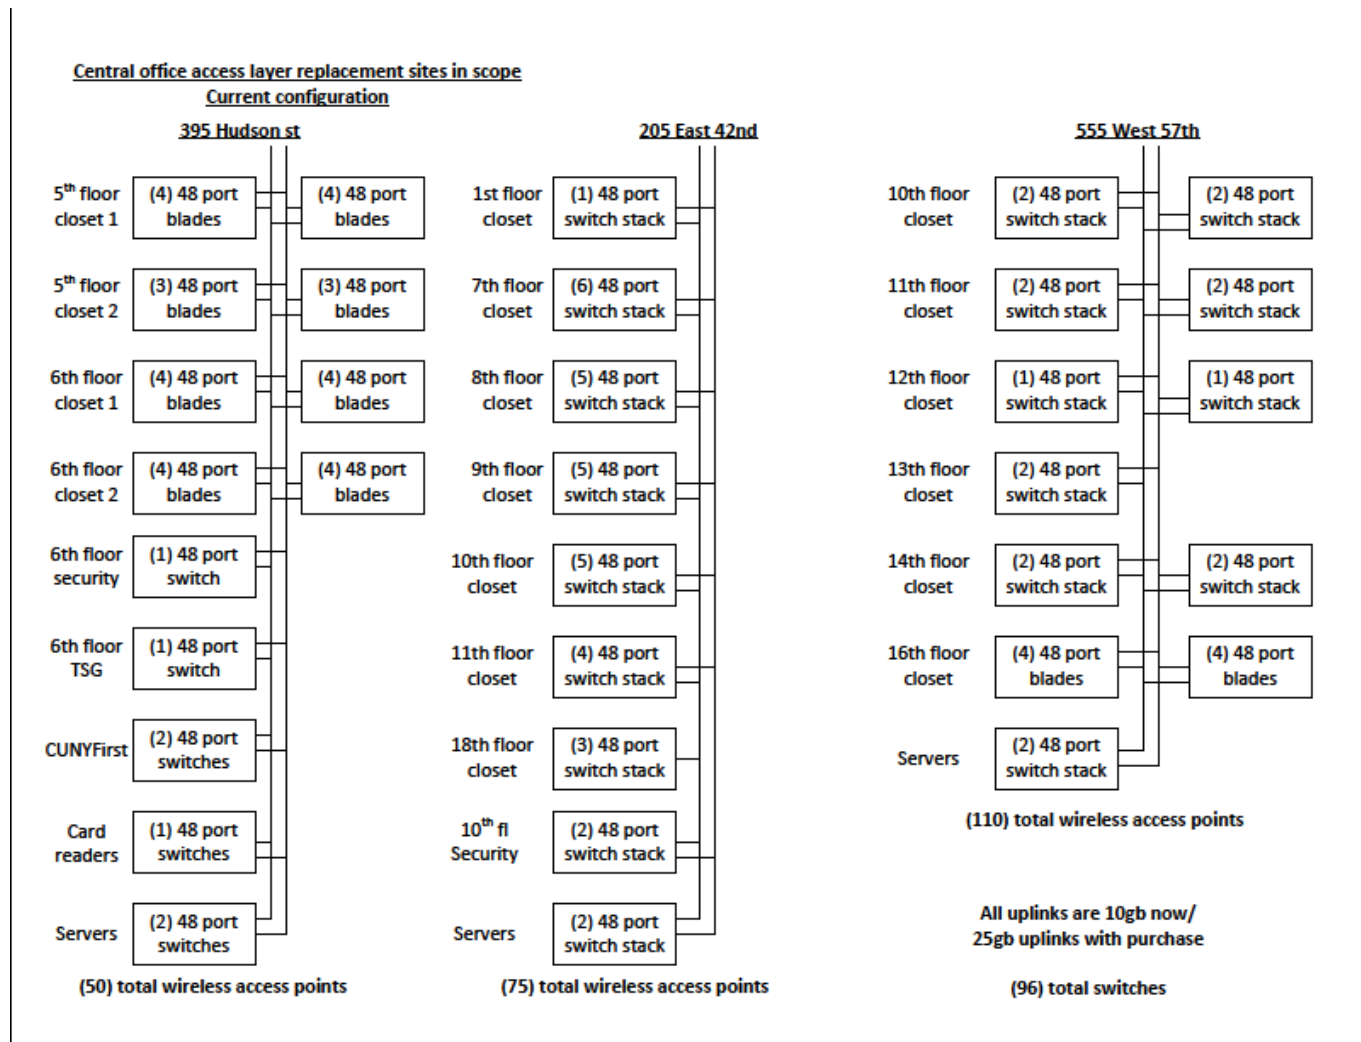 Central office access layer replacement sites in scope
Current configuration
395 Hudson st
5th floor
closet 1
(4) 48 port
blades
(4) 48 port
blades
5th floor
closet 2
(3) 48 port
blades
(3) 48 port
blades
6th floor
closet 1
(4) 48 port
blades
(4) 48 port
blades
6th floor
closet 2
(4) 48 port
blades
(4) 48 port
blades
6th floor
security
(1) 48 port
switch
6th floor
TSG
(1) 48 port
switch
CUNYFirst
(2) 48 port
switches
Card
readers
(1) 48 port
switches
Servers
(2) 48 port
switches
(50) total wireless access points
205 East 42nd
1st floor
closet
(1) 48 port
switch stack
7th floor
closet
(6) 48 port
switch stack
8th floor
closet
(5) 48 port
switch stack
9th floor
closet
(5) 48 port
switch stack
10th floor
closet
(5) 48 port
switch stack
11th floor
closet
(4) 48 port
switch stack
18th floor
closet
(3) 48 port
switch stack
10th fl
Security
(2) 48 port
switch stack
Servers
(2) 48 port
switch stack
(75) total wireless access points
555 West 57th
10th floor
closet
(2) 48 port
switch stack
(2) 48 port
switch stack
11th floor
closet
(2) 48 port
switch stack
(2) 48 port
switch stack
12th floor
closet
(1) 48 port
switch stack
(1) 48 port
switch stack
13th floor
closet
(2) 48 port
switch stack
14th floor
closet
(2) 48 port
switch stack
(2) 48 port
switch stack
16th floor
closet
(4) 48 port
blades
(4) 48 port
blades
Servers
(2) 48 port
switch stack
(110) total wireless access points
All uplinks are 10gb now/
25gb uplinks with purchase
(96) total switches